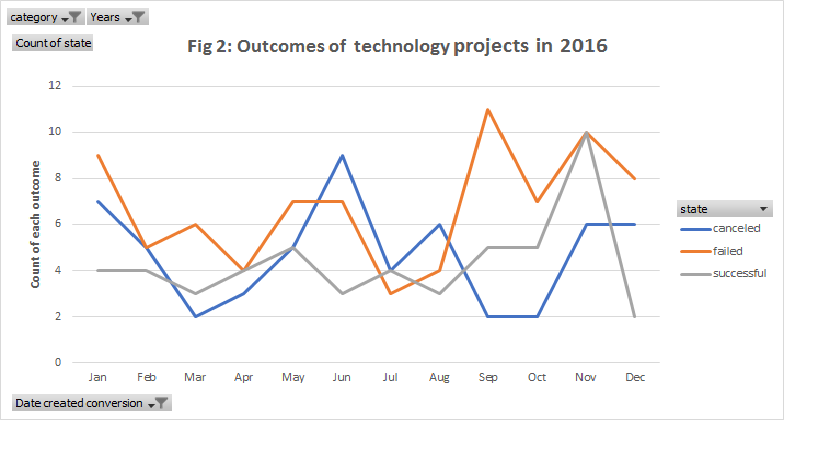 category Years
Count of state
Fig 2: Outcomes of technology projects in 2016
Count of each outcome
12
10
8
6
4
2
0
Jan Feb Mar Apr May Jun Jul Aug Sep Oct Nov Dec
state
canceled
failed
successful
Date created conversion